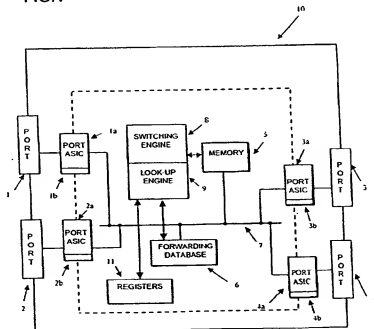 10
PORT
PORT ASIC
1a
1
1b
SWITCHING ENGINE
8
LOOK-UP ENGINE
9
MEMORY
5
3a
PORT ASIC
3b
PORT
3
2a
PORT ASIC
2b
PORT
2
7
FORWARDING DATABASE
6
11
REGISTERS
PORT ASIC
4a
4b
PORT